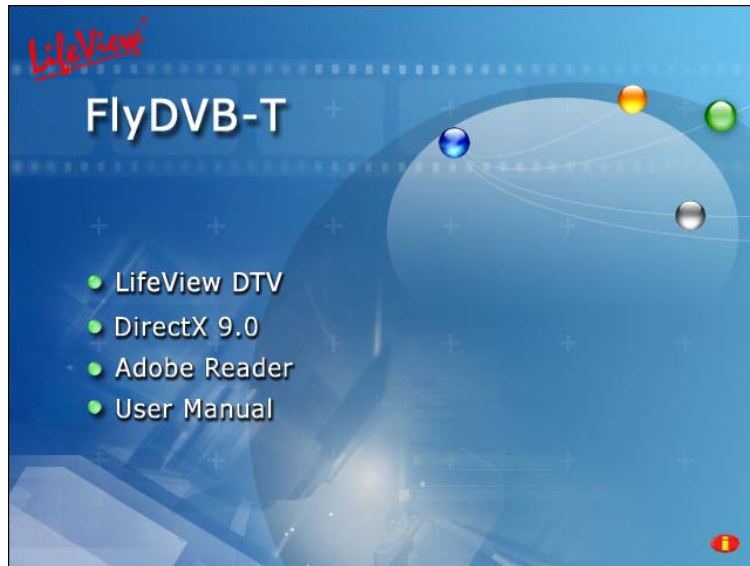 LifeView
FlyDVB-T
LifeView DTV
DirectX 9.0
Adobe Reader
User Manual
i